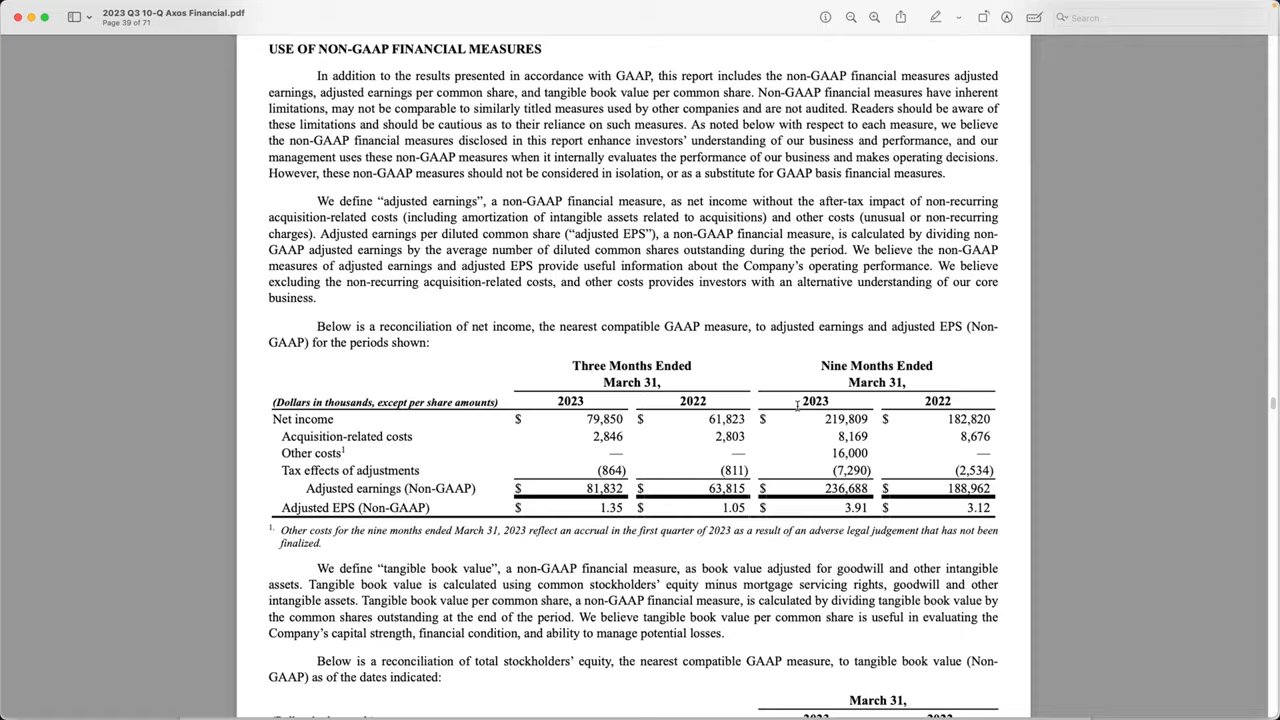 2023 Q3 10-Q Axos Financial.pdf
Page 39 of 71
Search
USE OF NON-GAAP FINANCIAL MEASURES
In addition to the results presented in accordance with GAAP, this report includes the non-GAAP financial measures adjusted
earnings, adjusted earnings per common share, and tangible book value per common share. Non-GAAP financial measures have inherent
limitations, may not be comparable to similarly titled measures used by other companies and are not audited. Readers should be aware of
these limitations and should be cautious as to their reliance on such measures. As noted below with respect to each measure, we believe
the non-GAAP financial measures disclosed in this report enhance investors’ understanding of our business and performance, and our
management uses these non-GAAP measures when it internally evaluates the performance of our business and makes operating decisions.
However, these non-GAAP measures should not be considered in isolation, or as a substitute for GAAP basis financial measures.
We define “adjusted earnings”, a non-GAAP financial measure, as net income without the after-tax impact of non-recurring
acquisition-related costs (including amortization of intangible assets related to acquisitions) and other costs (unusual or non-recurring
charges). Adjusted earnings per diluted common share (“adjusted EPS”), a non-GAAP financial measure, is calculated by dividing non-
GAAP adjusted earnings by the average number of diluted common shares outstanding during the period. We believe the non-GAAP
measures of adjusted earnings and adjusted EPS provide useful information about the Company’s operating performance. We believe
excluding the non-recurring acquisition-related costs, and other costs provides investors with an alternative understanding of our core
business.
Below is a reconciliation of net income, the nearest compatible GAAP measure, to adjusted earnings and adjusted EPS (Non-
GAAP) for the periods shown:
Three Months Ended Nine Months Ended
March 31, March 31,
(Dollars in thousands, except per share amounts) 2023 2022 2023 2022
Net income $ 79,850 $ 61,823 $ 219,809 $ 182,820
Acquisition-related costs 2,846 2,803 8,169 8,676
Other costs1 — — 16,000 —
Tax effects of adjustments (864) (811) (7,290) (2,534)
Adjusted earnings (Non-GAAP) $ 81,832 $ 63,815 $ 236,688 $ 188,962
Adjusted EPS (Non-GAAP) $ 1.35 $ 1.05 $ 3.91 $ 3.12
1. Other costs for the nine months ended March 31, 2023 reflect an accrual in the first quarter of 2023 as a result of an adverse legal judgement that has not been
finalized.
We define “tangible book value”, a non-GAAP financial measure, as book value adjusted for goodwill and other intangible
assets. Tangible book value is calculated using common stockholders’ equity minus mortgage servicing rights, goodwill and other
intangible assets. Tangible book value per common share, a non-GAAP financial measure, is calculated by dividing tangible book value by
the common shares outstanding at the end of the period. We believe tangible book value per common share is useful in evaluating the
Company’s capital strength, financial condition, and ability to manage potential losses.
Below is a reconciliation of total stockholders’ equity, the nearest compatible GAAP measure, to tangible book value (Non-
GAAP) as of the dates indicated:
March 31,
2023 2022